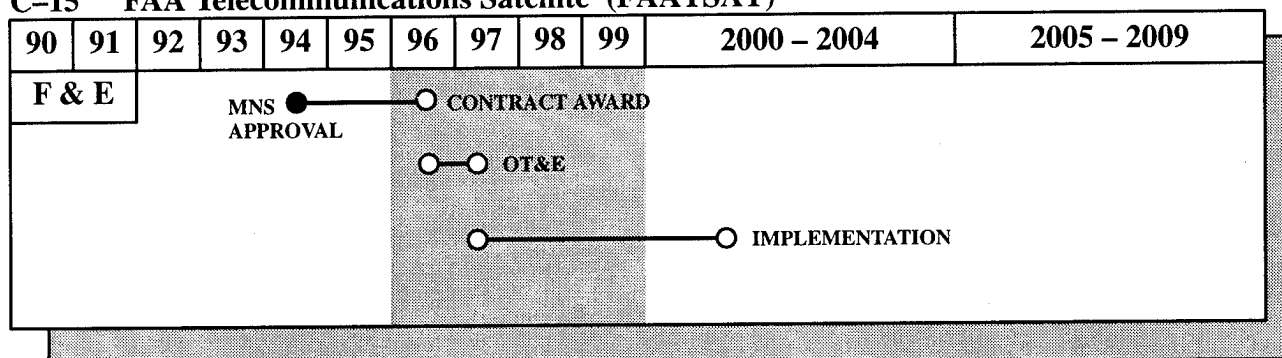 C–15 FAA Telecommunications Satellite (FAATSAT)
90 91 92 93 94 95 96 97 98 99 2000 – 2004 2005 – 2009
F & E
MNS APPROVAL
CONTRACT AWARD
OT&E
IMPLEMENTATION